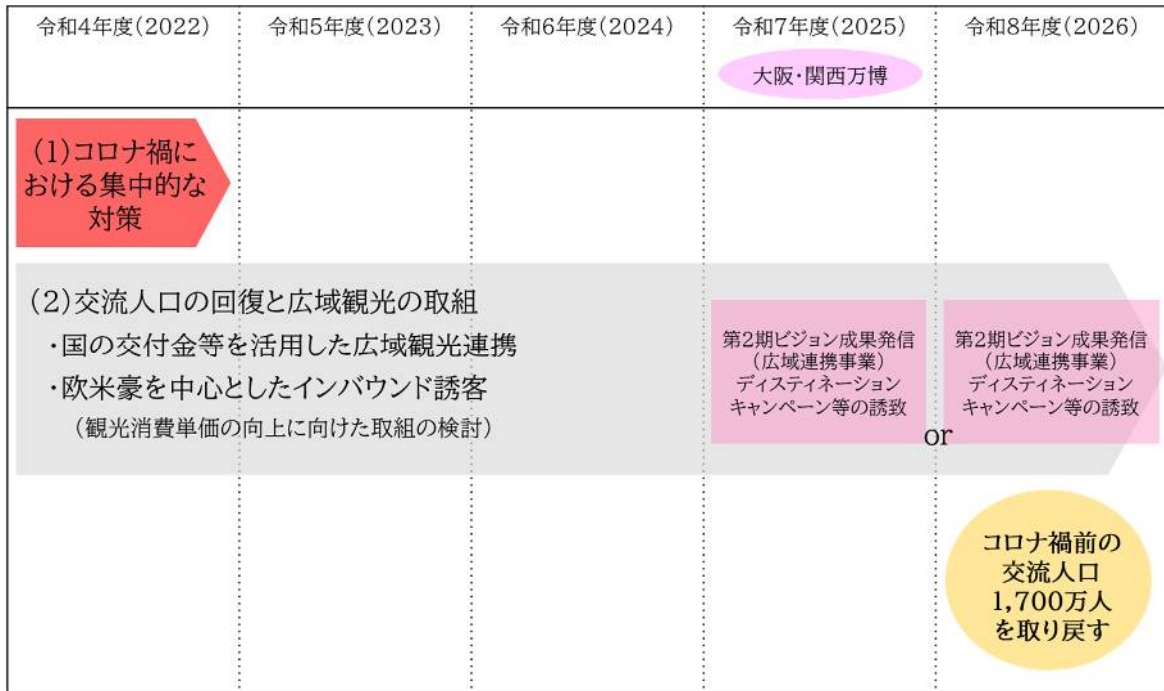 令和4年度(2022)
令和5年度(2023)
令和6年度(2024)
令和7年度(2025)
令和8年度(2026)
大阪・関西万博
(1)コロナ禍に
おける集中的な
対策
(2)交流人口の回復と広域観光の取組
・国の交付金等を活用した広域観光連携
・欧米豪を中心としたインバウンド誘客
(観光消費単価の向上に向けた取組の検討)
第2期ビジョン成果発信
(広域連携事業)
ディスティネーション
キャンペーン等の誘致
or
第2期ビジョン成果発信
(広域連携事業)
ディスティネーション
キャンペーン等の誘致
コロナ禍前の
交流人口
1,700万人
を取り戻す